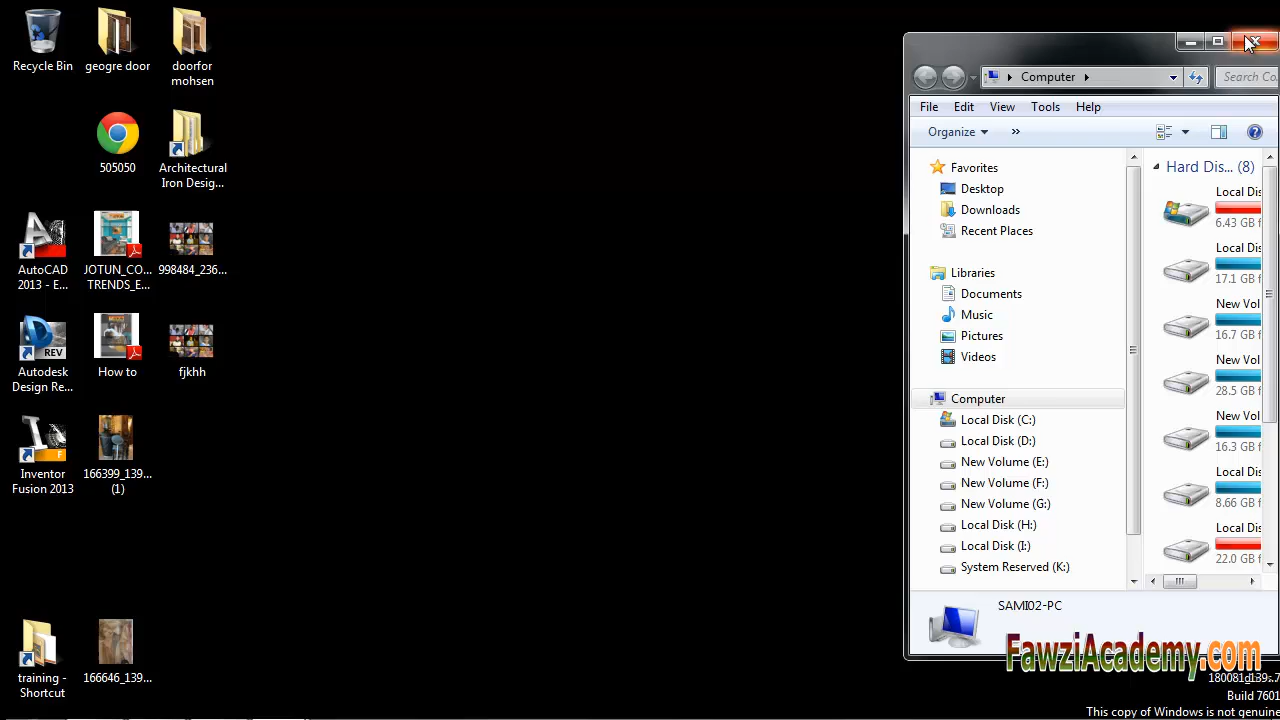 Recycle Bin
geogre door
doorfor
mohsen
505050
Architectural
Iron Desig...
AutoCAD
2013 - E...
JOTUN_CO...
TRENDS_E...
998484_236...
REV
Autodesk
Design Re...
How to
fjkhh
F
Inventor
Fusion 2013
166399_139...
(1)
training -
Shortcut
166646_139...
Computer
Search Co
File Edit View Tools Help
Organize »
Favorites
Desktop
Downloads
Recent Places
Libraries
Documents
Music
Pictures
Videos
Computer
Local Disk (C:)
Local Disk (D:)
New Volume (E:)
New Volume (F:)
New Volume (G:)
Local Disk (H:)
Local Disk (I:)
System Reserved (K:)
Hard Dis... (8)
Local Dis
6.43 GB f
Local Dis
17.1 GB f
New Vol
16.7 GB f
New Vol
28.5 GB f
New Vol
16.3 GB f
Local Dis
8.66 GB f
Local Dis
22.0 GB f
SAMI02-PC
FawziAcademy.com
Build 7601
This copy of Windows is not genuine